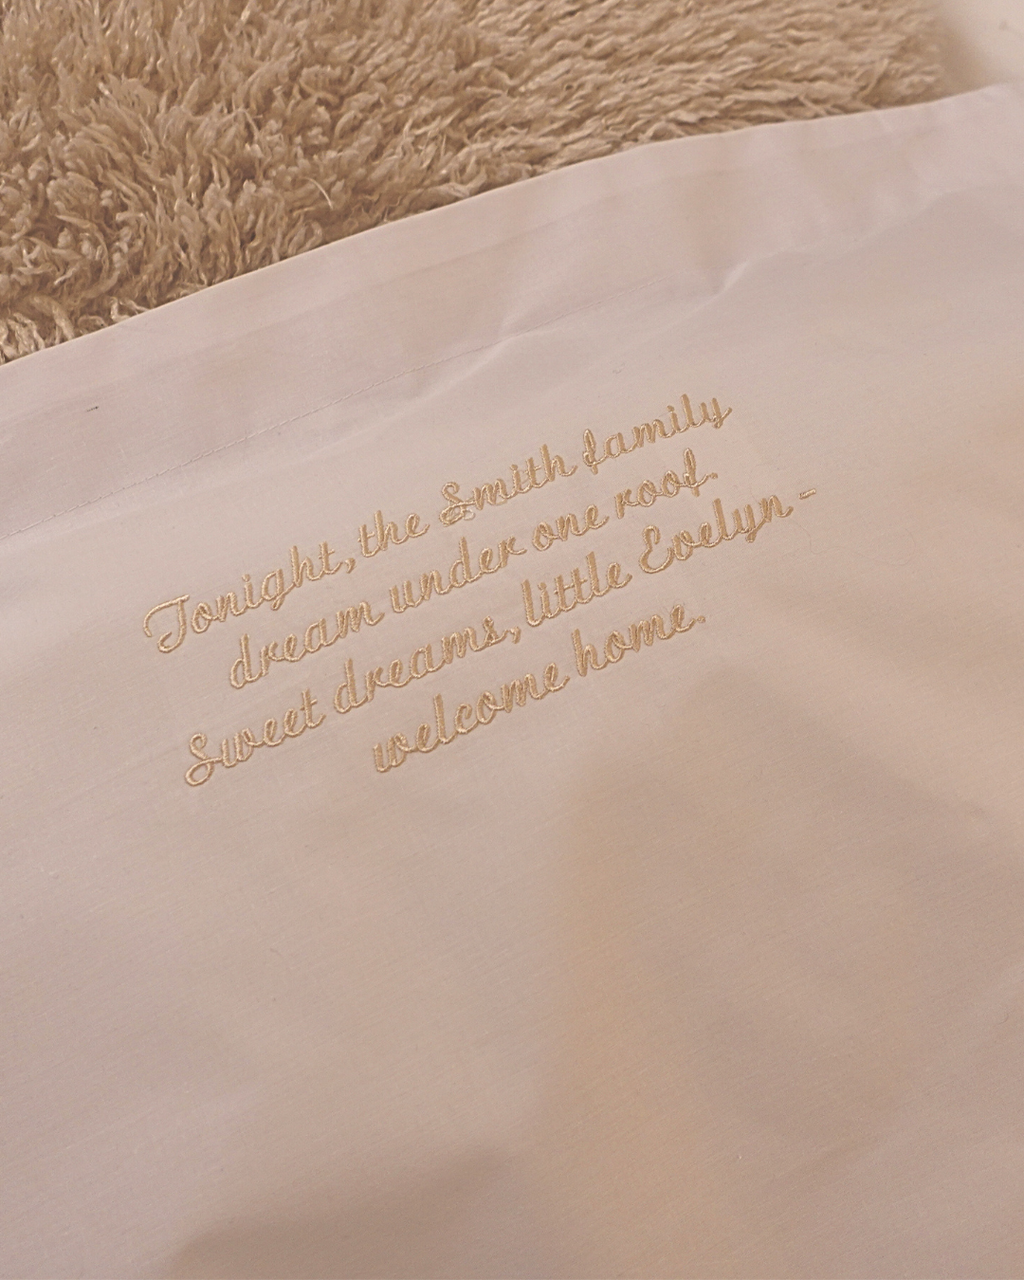 Tonight, the Smith family
dream under one roof.
Sweet dreams, little Evelyn-
welcome home.